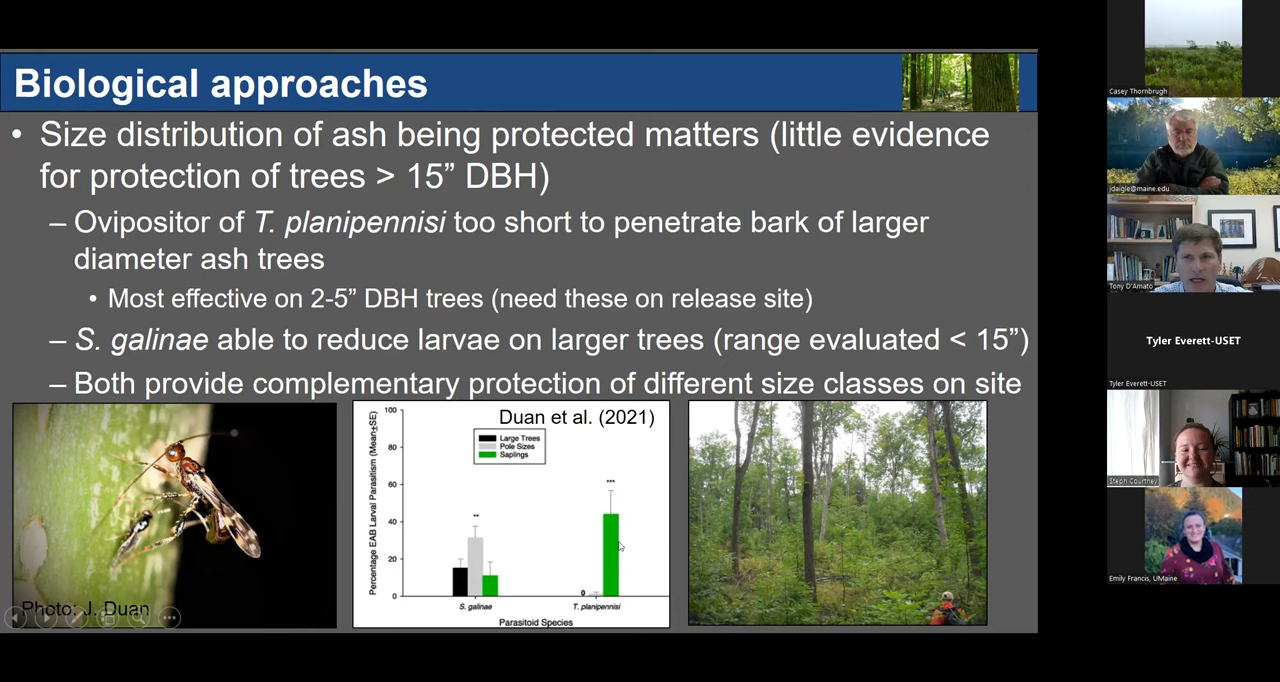 Biological approaches
• Size distribution of ash being protected matters (little evidence
for protection of trees > 15” DBH)
– Ovipositor of T. planipennisi too short to penetrate bark of larger
diameter ash trees
• Most effective on 2-5” DBH trees (need these on release site)
– S. galinae able to reduce larvae on larger trees (range evaluated < 15”)
– Both provide complementary protection of different size classes on site
Photo: J. Duan
Duan et al. (2021)
Percentage EAB Larval Parasitism (Mean±SE)
100
80
60
40
20
0
Large Trees
Pole Sizes
Saplings
**
***
0
S. galinae
T. planipennisi
Parasitoid Species
Casey Thornbrugh
jdaigle@maine.edu
Tony D'Amato
Tyler Everett-USET
Tyler Everett-USET
Steph Courtney
Emily Francis, UMaine